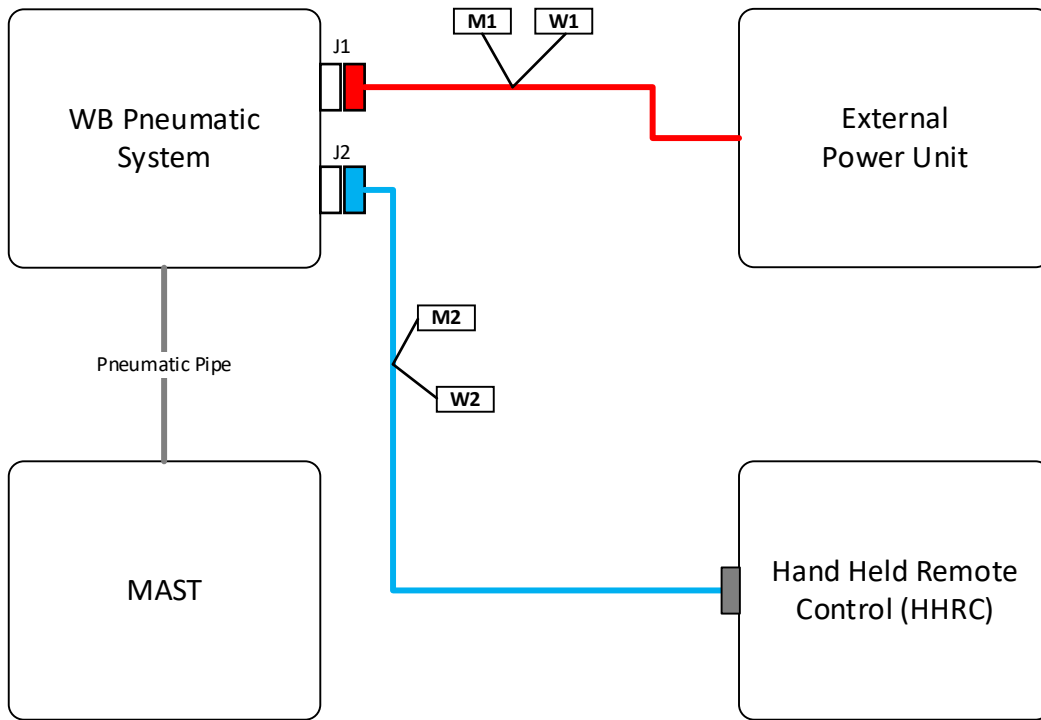 J1
M1
W1
WB Pneumatic
System
External
Power Unit
J2
M2
Pneumatic Pipe
W2
MAST
Hand Held Remote
Control (HHRC)